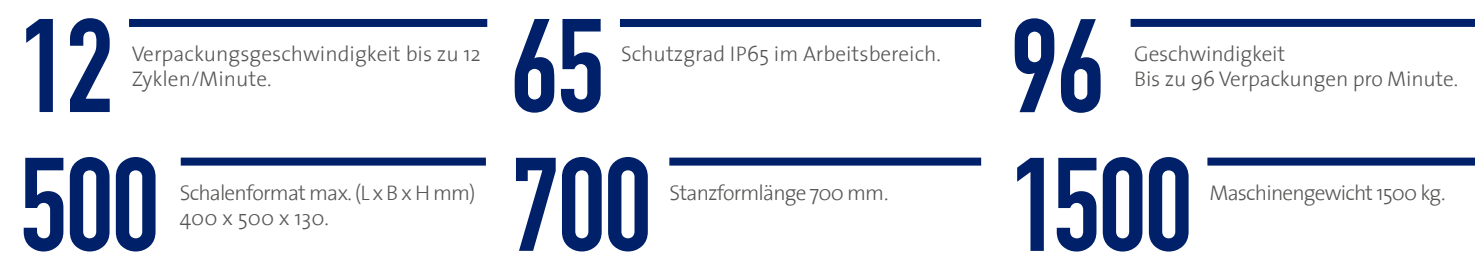 12
Verpackungsgeschwindigkeit bis zu 12
Zyklen/Minute.
65
Schutzgrad IP65 im Arbeitsbereich.
96
Geschwindigkeit
Bis zu 96 Verpackungen pro Minute.
500
Schalenformat max. (L x B x H mm)
400 x 500 x 130.
700
Stanzformlänge 700 mm.
1500
Maschinengewicht 1500 kg.